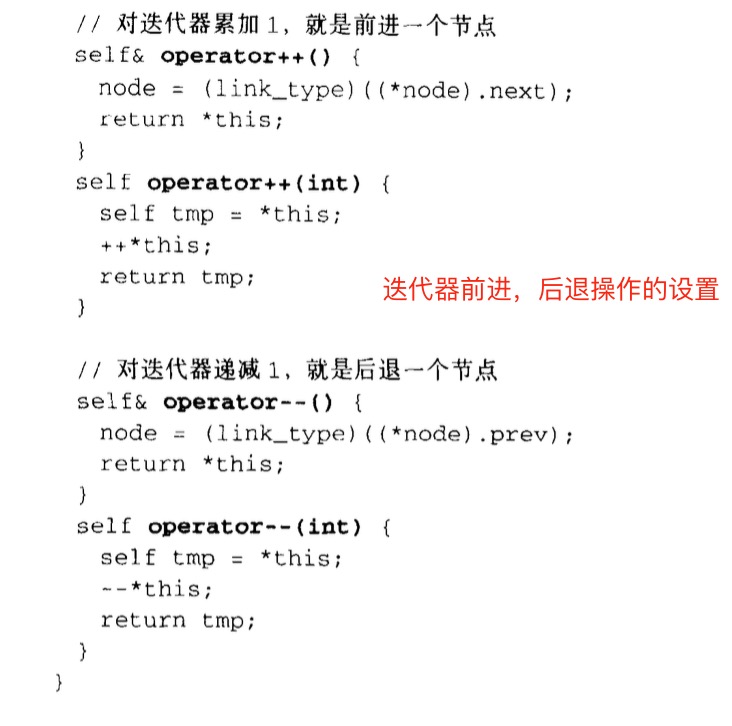 // 对迭代器累加 1，就是前进一个节点
self& operator++() {
node = (link_type)((*node).next);
return *this;
}
self operator++(int) {
self tmp = *this;
++*this;
return tmp;
}
迭代器前进，后退操作的设置
// 对迭代器递减 1，就是后退一个节点
self& operator--() {
node = (link_type)((*node).prev);
return *this;
}
self operator--(int) {
self tmp = *this;
--*this;
return tmp;
}
}